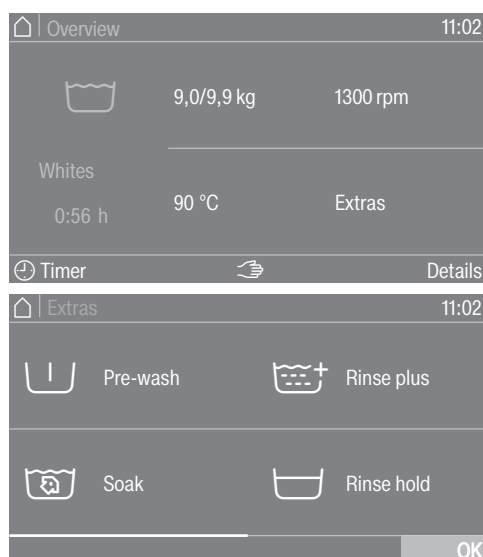 Overview 11:02
9,0/9,9 kg 1300 rpm
Whites
0:56 h
90 °C Extras
Timer Details
Extras 11:02
Pre-wash Rinse plus
Soak Rinse hold
OK